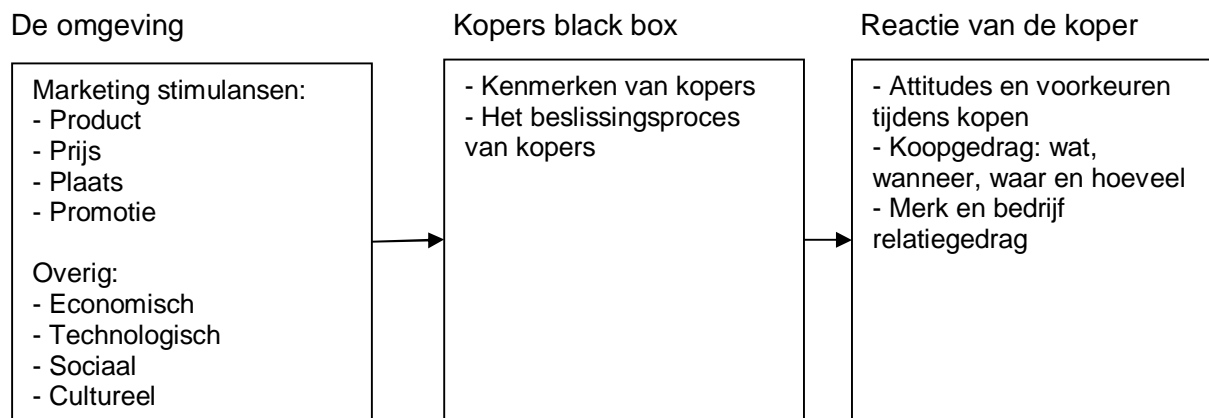 De omgeving
Marketing stimulansen:
- Product
- Prijs
- Plaats
- Promotie
Overig:
- Economisch
- Technologisch
- Sociaal
- Cultureel
Kopers black box
- Kenmerken van kopers
- Het beslissingsproces
van kopers
Reactie van de koper
- Attitudes en voorkeuren
tijdens kopen
- Koopgedrag: wat,
wanneer, waar en hoeveel
- Merk en bedrijf
relatiegedrag